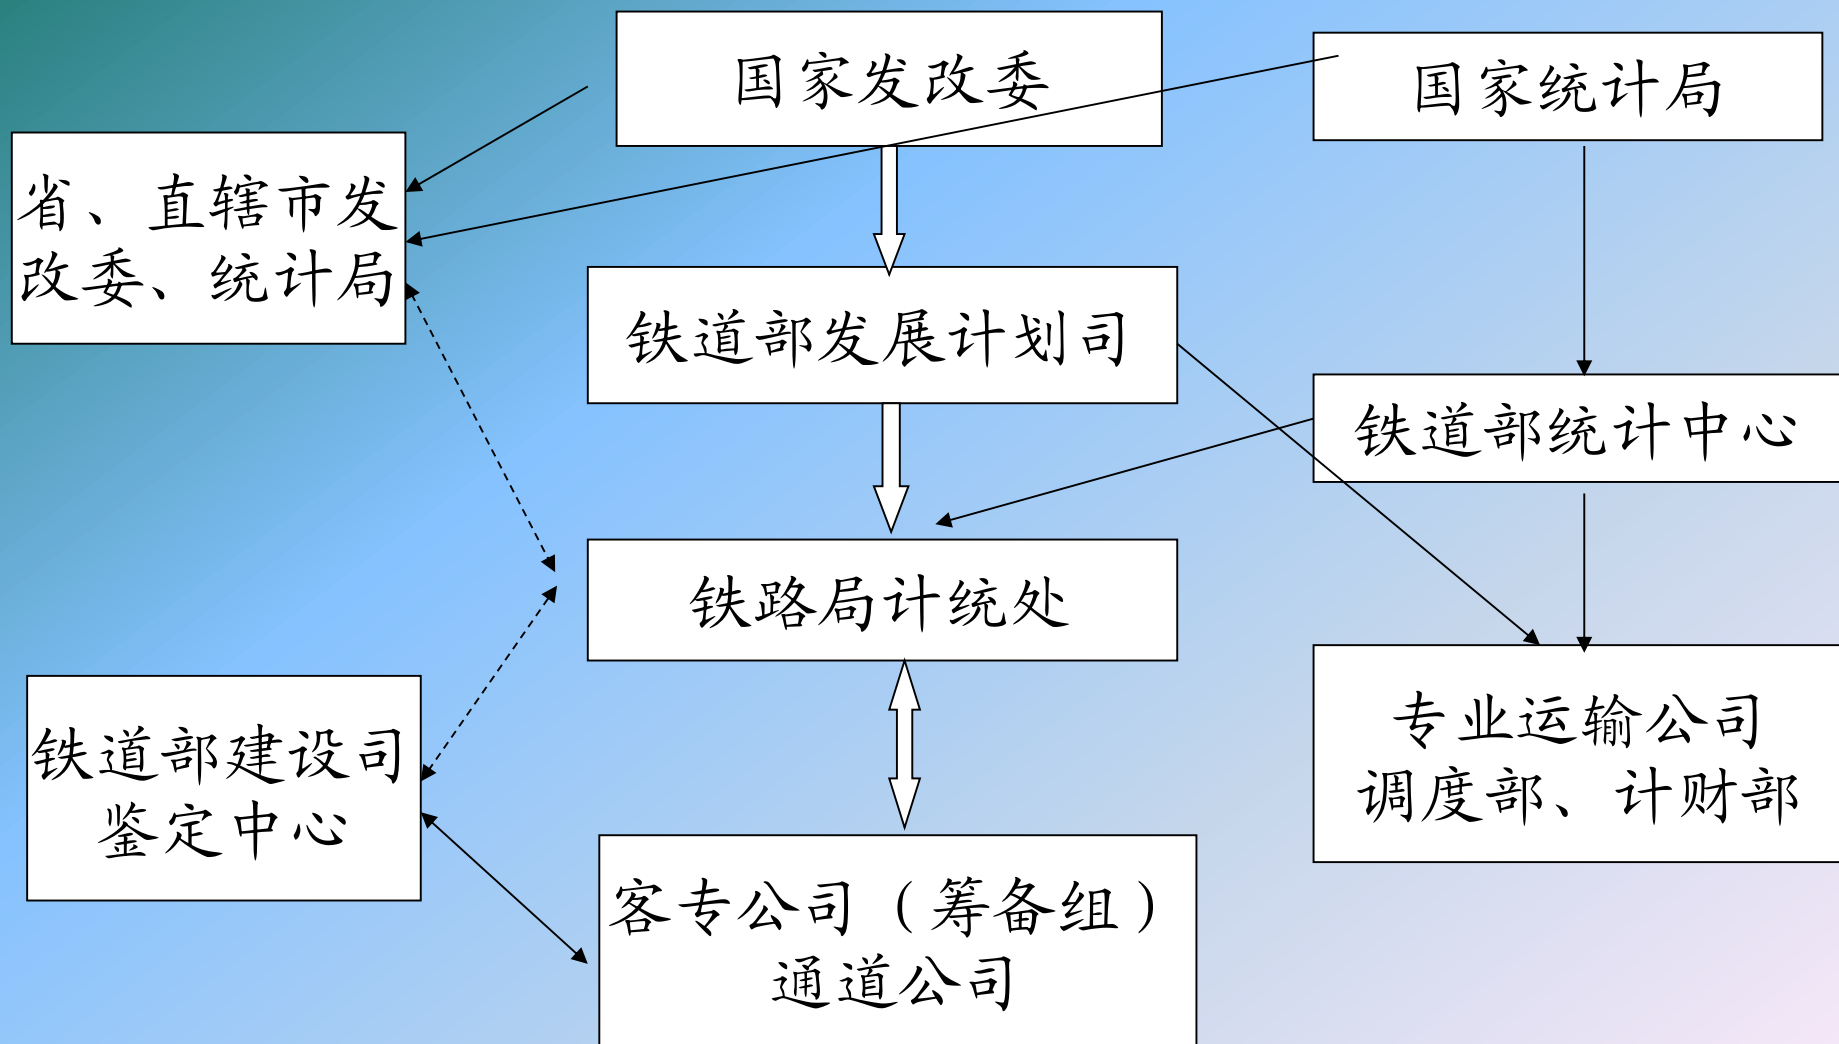 国家发改委
国家统计局
省、直辖市发
改委、统计局
铁道部发展计划司
铁道部统计中心
铁路局计统处
铁道部建设司
鉴定中心
专业运输公司
调度部、计财部
客专公司（筹备组）
通道公司